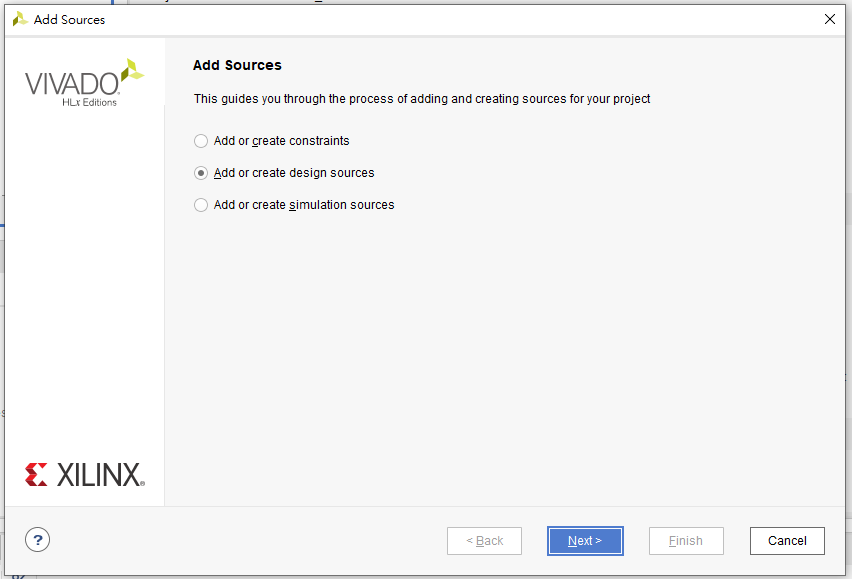 Add Sources
VIVADO
HLx Editions
Add Sources
This guides you through the process of adding and creating sources for your project
Add or create constraints
Add or create design sources
Add or create simulation sources
XILINX
?
< Back
Next >
Finish
Cancel